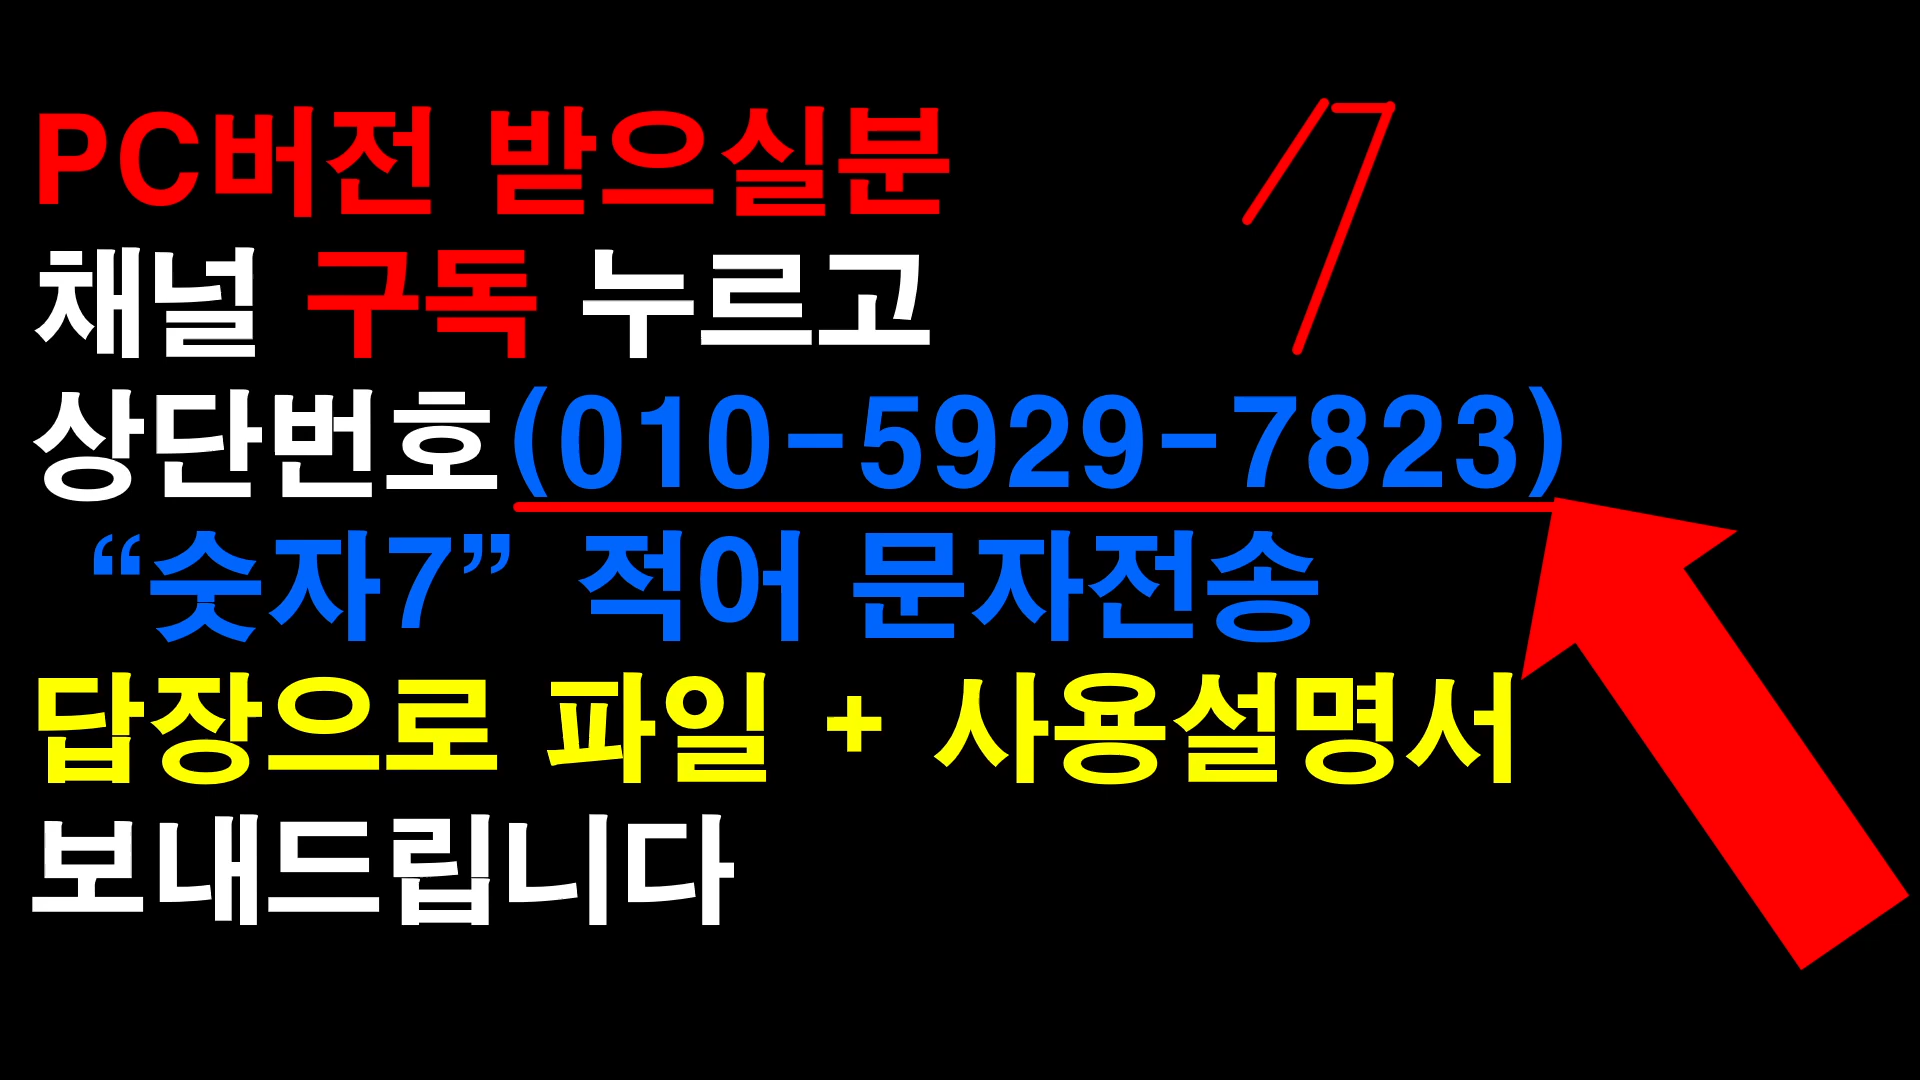 PC버전 받으실분
7
채널 구독 누르고
상단번호(010-5929-7823)
“숫자7” 적어 문자전송
답장으로 파일 + 사용설명서
보내드립니다